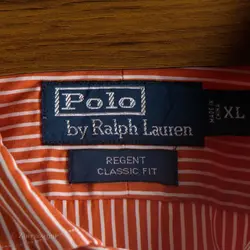 Polo
by Ralph Lauren
XL
REGENT
CLASSIC FIT